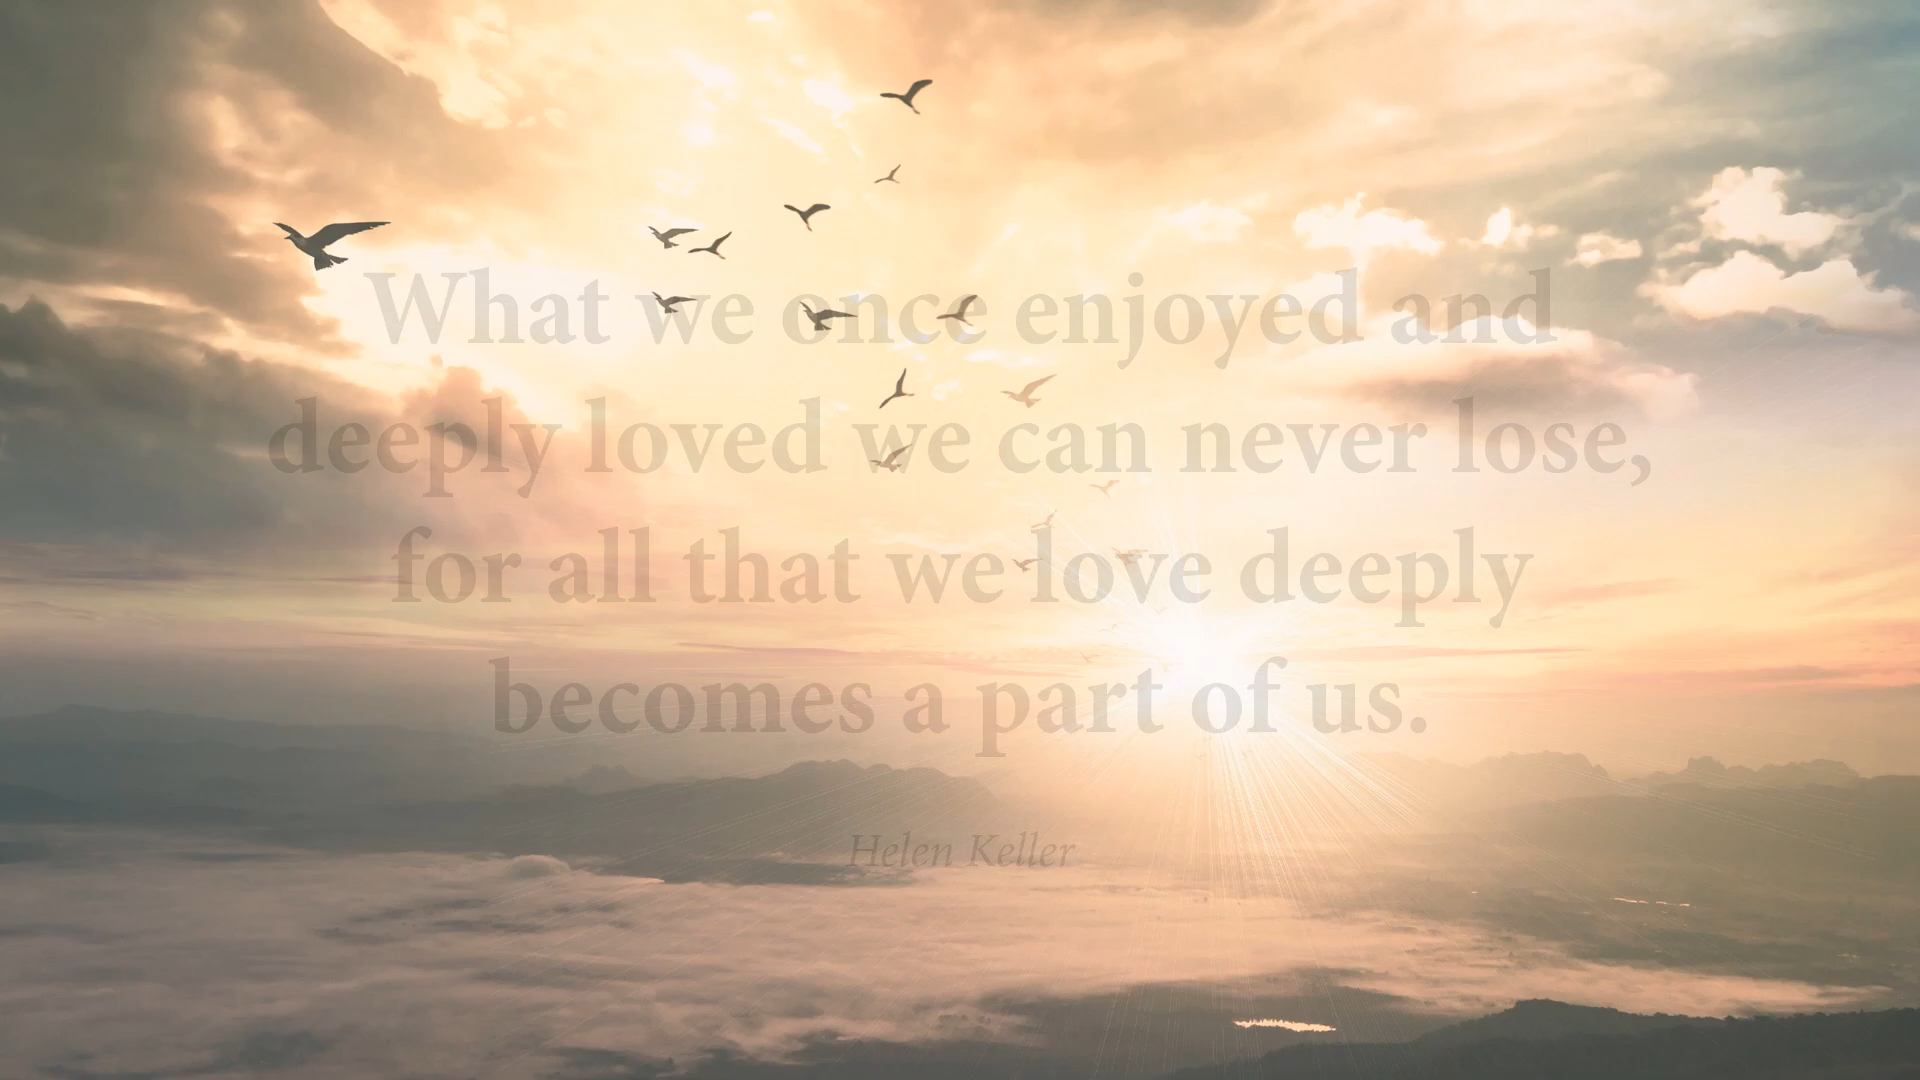 What we once enjoyed and
deeply loved we can never lose,
for all that we love deeply
becomes a part of us.
Helen Keller